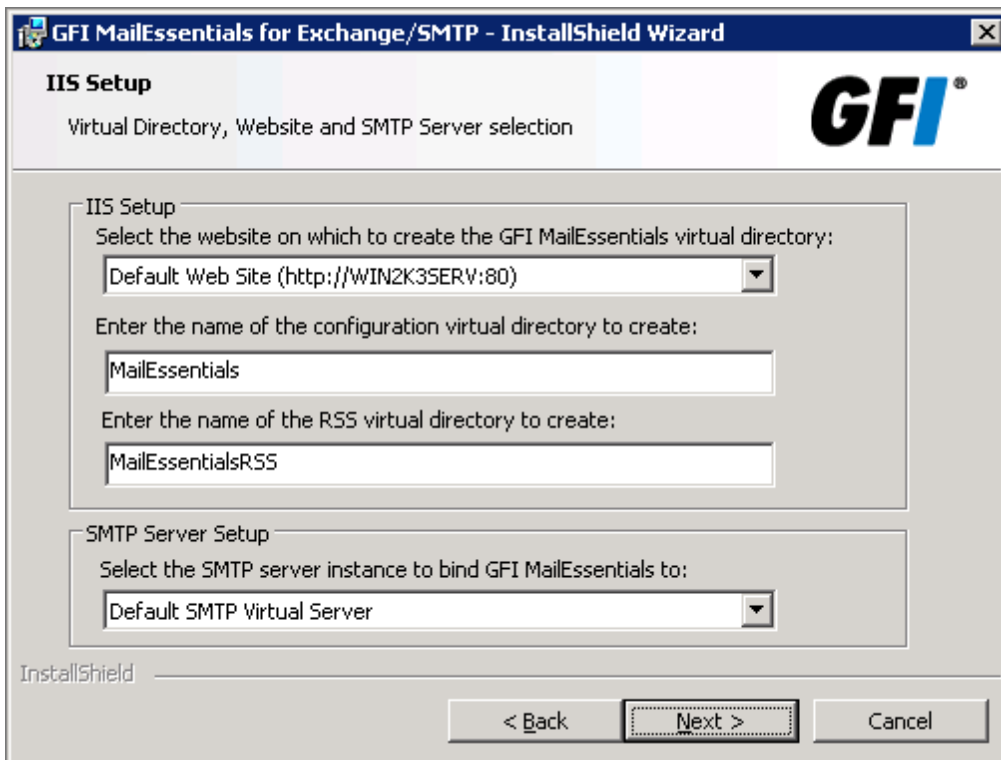 GFI MailEssentials for Exchange/SMTP - InstallShield Wizard
IIS Setup
Virtual Directory, Website and SMTP Server selection
GFI®
IIS Setup
Select the website on which to create the GFI MailEssentials virtual directory:
Default Web Site (http://WIN2K3SERV:80)
Enter the name of the configuration virtual directory to create:
MailEssentials
Enter the name of the RSS virtual directory to create:
MailEssentialsRSS
SMTP Server Setup
Select the SMTP server instance to bind GFI MailEssentials to:
Default SMTP Virtual Server
InstallShield
< Back Next > Cancel